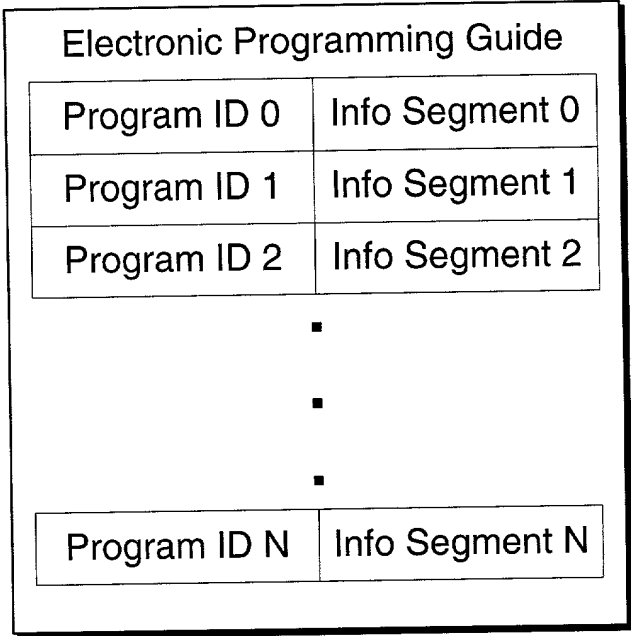 Electronic Programming Guide
Program ID 0 Info Segment 0
Program ID 1 Info Segment 1
Program ID 2 Info Segment 2
Program ID N Info Segment N